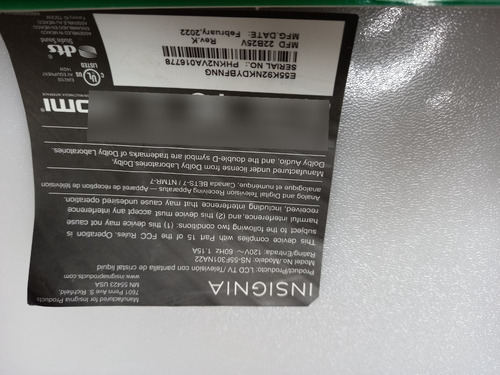 INSIGNIA
Manufactured for Insignia Products
7601 Penn Ave S. Richfield,
MN 55423 USA
www.insigniaproducts.com
Product/Producto: LCD TV / Televisión con pantalla de cristal líquid
Model No./Modelo No.: NS-55F301NA22
Rating/Entrada: 120V~ 60Hz 1.15A
This device complies with Part 15 of the FCC Rules. Operation is
subject to the following two conditions: (1) this device may not cause
harmful interference, and (2) this device must accept any interference
received, including interference that may cause undesired operation.
Analog and Digital Television Receiving Apparatus — Appareil de réception de télévision
analogique et numérique, Canada BETS-7 / NTMR-7
Manufactured under license from Dolby Laboratories.
Dolby Audio, and the double-D symbol are trademarks of Dolby Laboratories.
E55K2NKDYBFNNG
SERIAL NO: PHKN2VA016778
MFD 22B25V
Rev.K
MFG.DATE: February.2022
LISTED
dts
Studio Sound